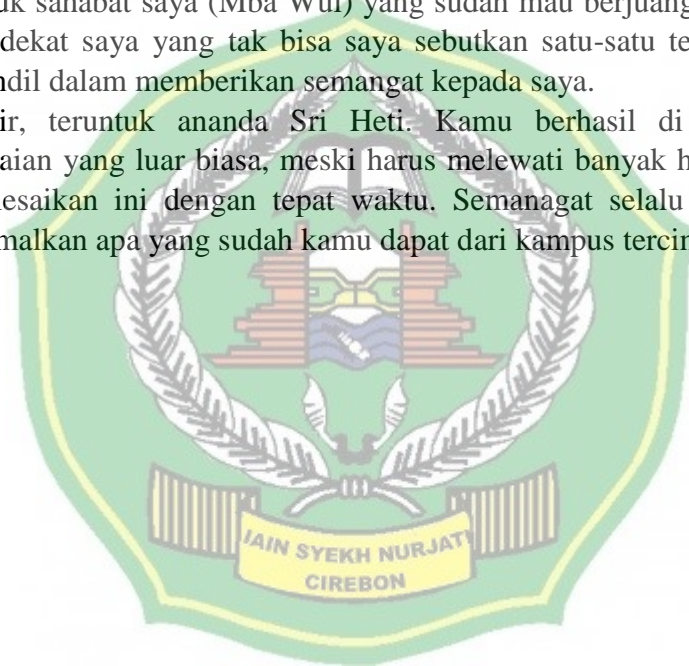 uk sahabat saya (Mba Wul) yang sudah mau berjuang
dekat saya yang tak bisa saya sebutkan satu-satu te
ndil dalam memberikan semangat kepada saya.
ir, teruntuk ananda Sri Heti. Kamu berhasil di
aian yang luar biasa, meski harus melewati banyak h
lesaikan ini dengan tepat waktu. Semanagat selalu
malkan apa yang sudah kamu dapat dari kampus tercin
IAIN SYEKH NURJATI
CIREBON